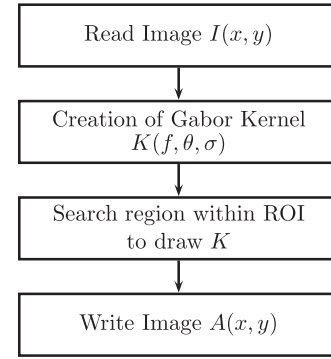 Read Image I(x, y)
Creation of Gabor Kernel
K(f, θ, σ)
Search region within ROI
to draw K
Write Image A(x, y)